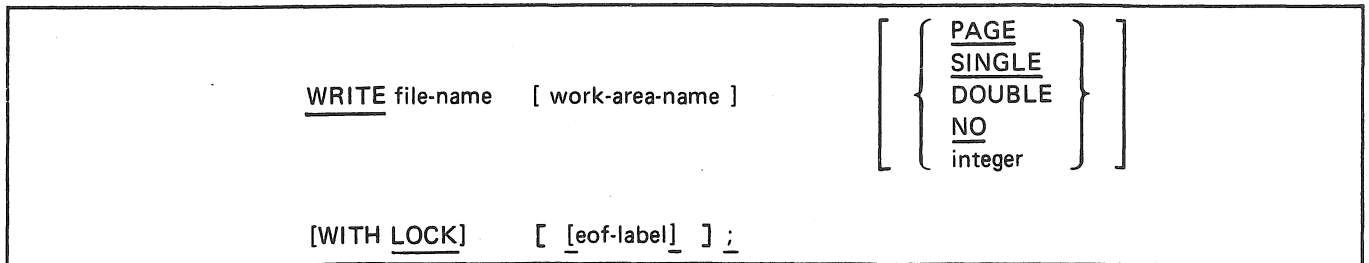 PAGE
SINGLE
WRITE file-name [ work-area-name ] DOUBLE
NO
integer
[WITH LOCK] [ [eof-label] ] ;